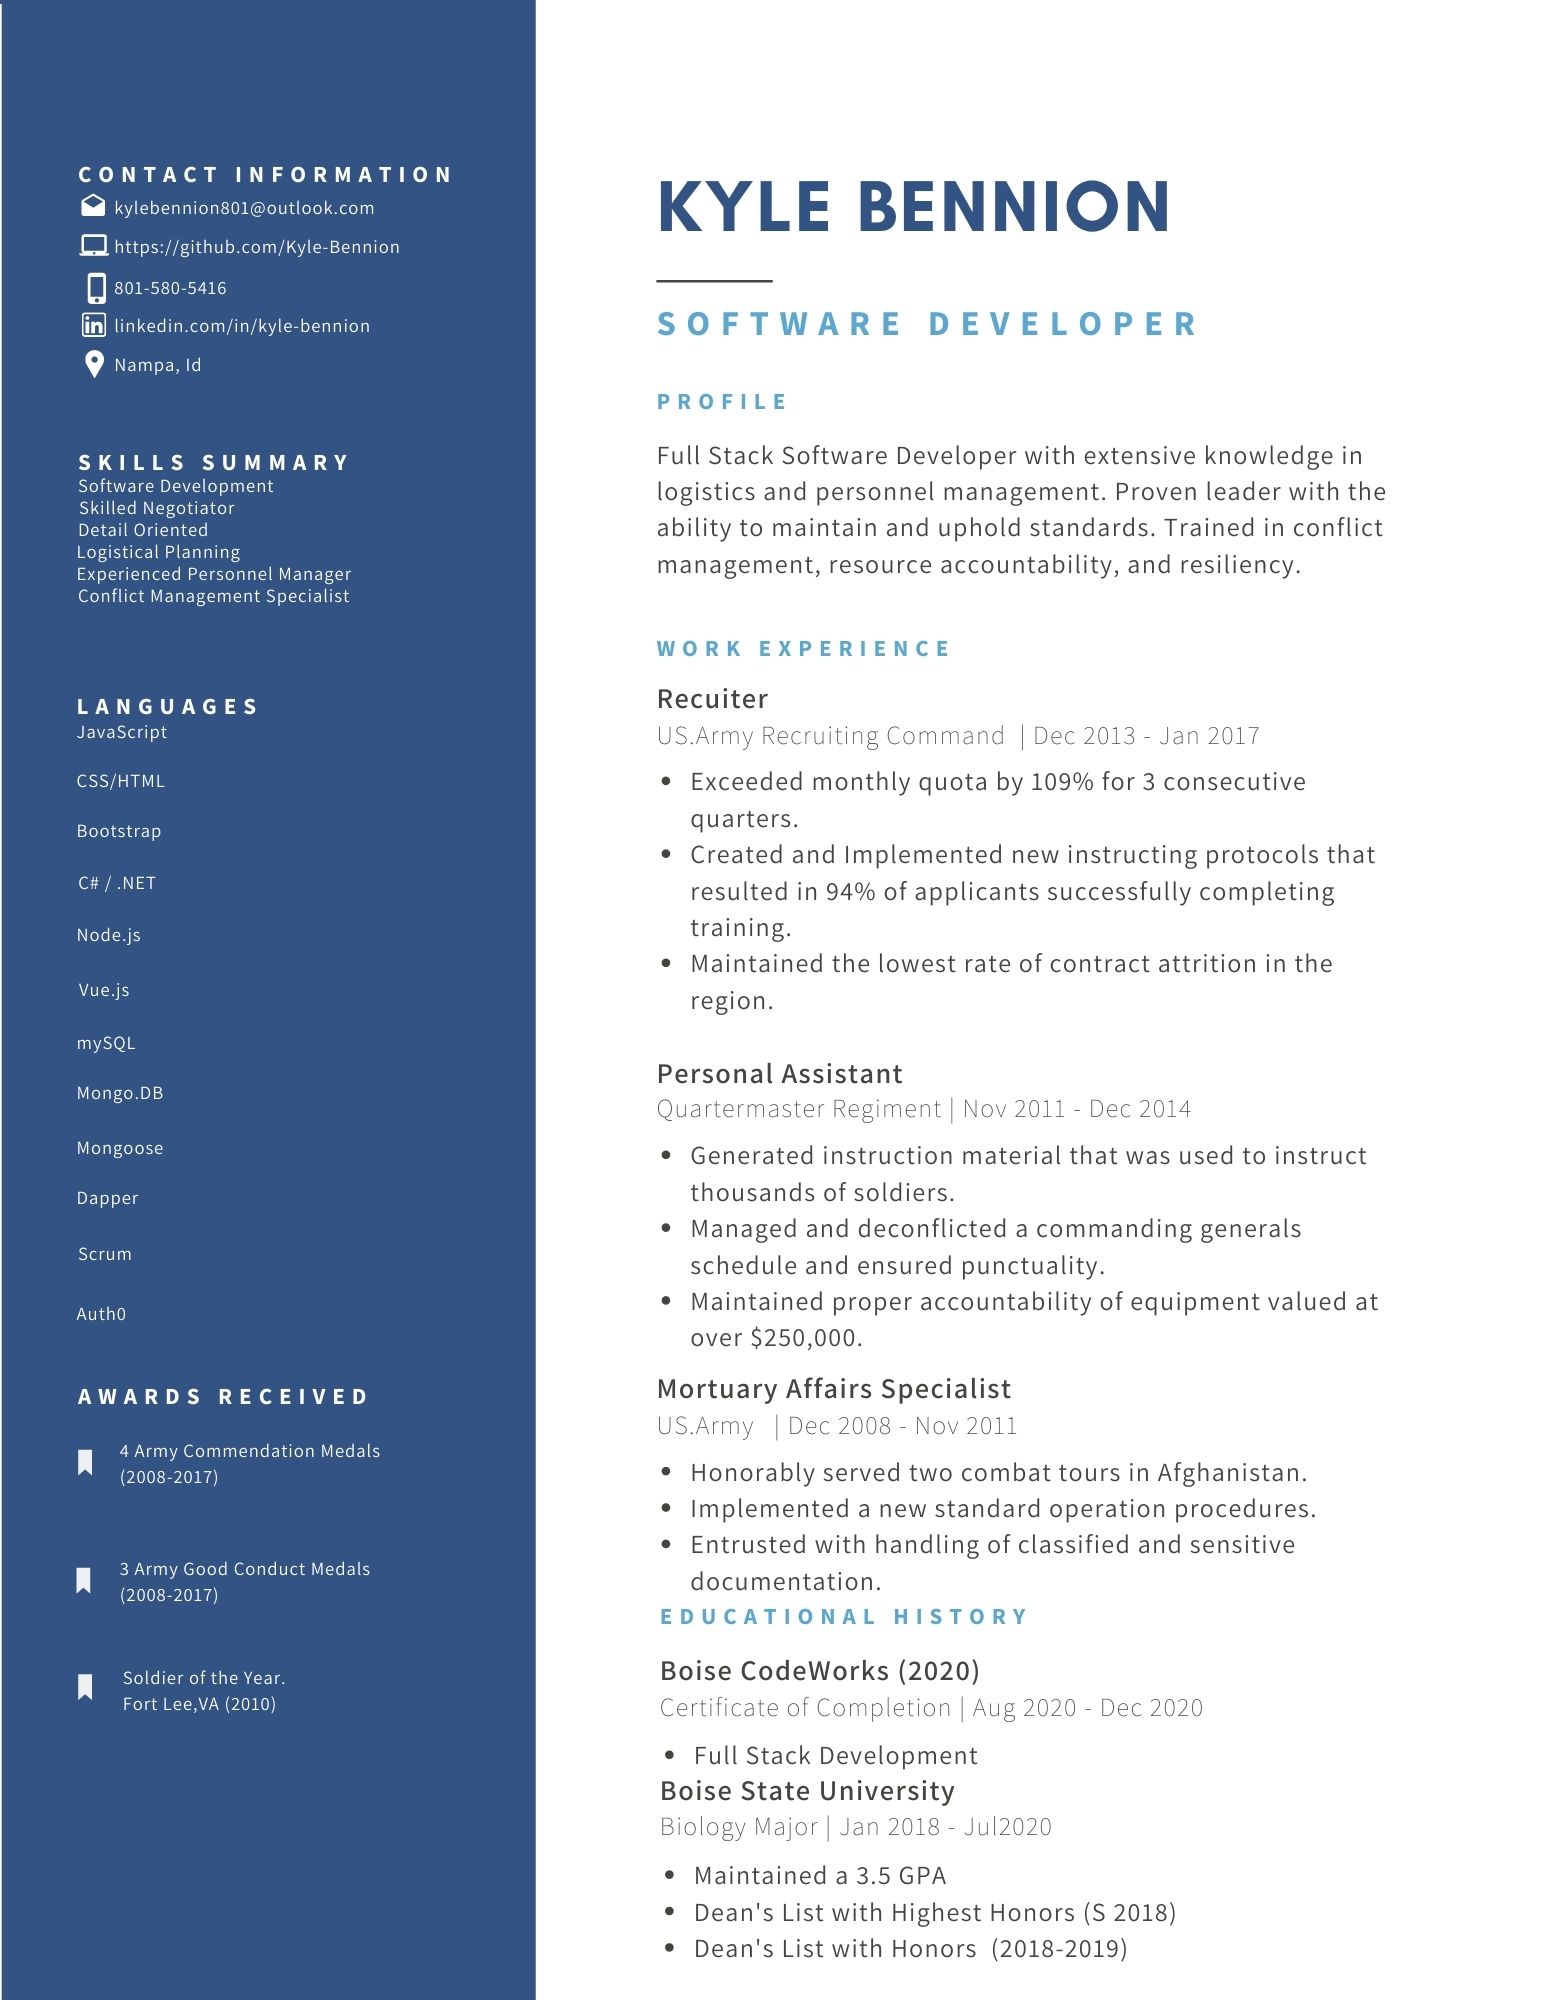 CONTACT INFORMATION
kylebennion801@outlook.com
https://github.com/Kyle-Bennion
801-580-5416
linkedin.com/in/kyle-bennion
Nampa, Id
SKILLS SUMMARY
Software Development
Skilled Negotiator
Detail Oriented
Logistical Planning
Experienced Personnel Manager
Conflict Management Specialist
LANGUAGES
JavaScript
CSS/HTML
Bootstrap
C# / .NET
Node.js
Vue.js
mySQL
Mongo.DB
Mongoose
Dapper
Scrum
Auth0
AWARDS RECEIVED
4 Army Commendation Medals
(2008-2017)
3 Army Good Conduct Medals
(2008-2017)
Soldier of the Year.
Fort Lee,VA (2010)
KYLE BENNION
SOFTWARE DEVELOPER
PROFILE
Full Stack Software Developer with extensive knowledge in
logistics and personnel management. Proven leader with the
ability to maintain and uphold standards. Trained in conflict
management, resource accountability, and resiliency.
WORK EXPERIENCE
Recuiter
US.Army Recruiting Command | Dec 2013 - Jan 2017
• Exceeded monthly quota by 109% for 3 consecutive
quarters.
• Created and Implemented new instructing protocols that
resulted in 94% of applicants successfully completing
training.
• Maintained the lowest rate of contract attrition in the
region.
Personal Assistant
Quartermaster Regiment | Nov 2011 - Dec 2014
• Generated instruction material that was used to instruct
thousands of soldiers.
• Managed and deconflicted a commanding generals
schedule and ensured punctuality.
• Maintained proper accountability of equipment valued at
over $250,000.
Mortuary Affairs Specialist
US.Army | Dec 2008 - Nov 2011
• Honorably served two combat tours in Afghanistan.
• Implemented a new standard operation procedures.
• Entrusted with handling of classified and sensitive
documentation.
EDUCATIONAL HISTORY
Boise CodeWorks (2020)
Certificate of Completion | Aug 2020 - Dec 2020
• Full Stack Development
Boise State University
Biology Major | Jan 2018 - Jul2020
• Maintained a 3.5 GPA
• Dean's List with Highest Honors (S 2018)
• Dean's List with Honors (2018-2019)